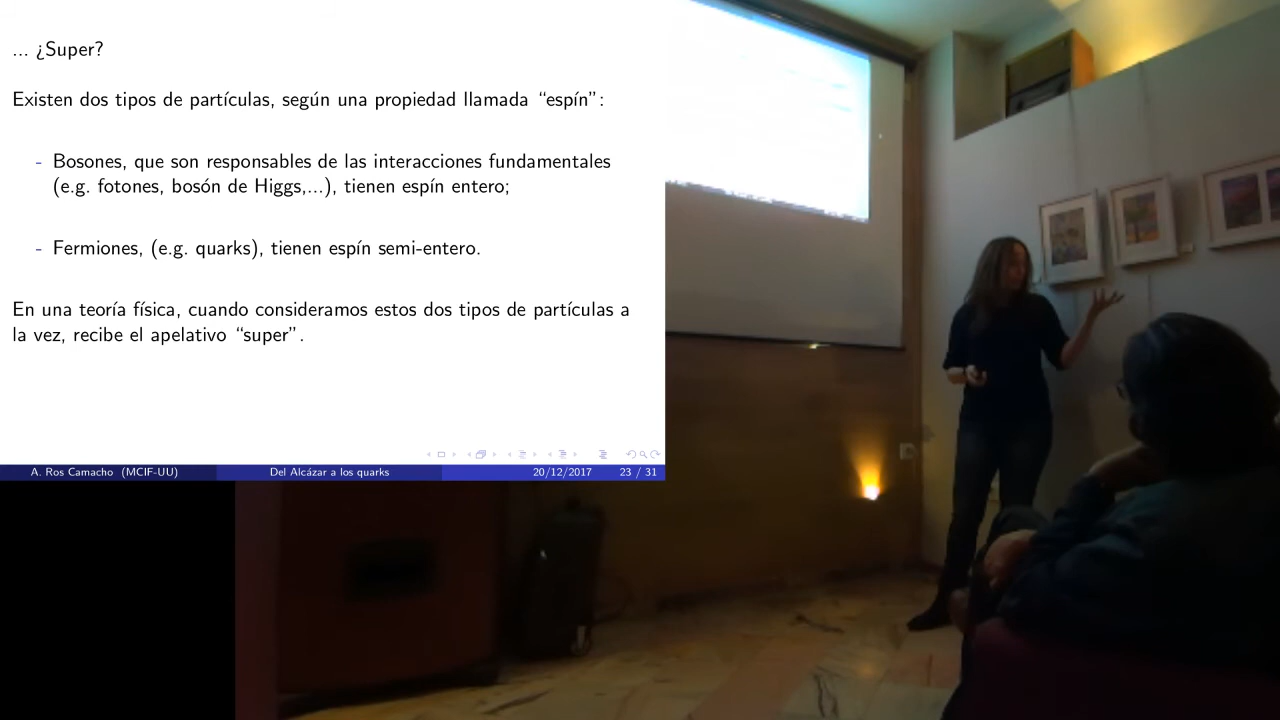 ... ¿Super?
Existen dos tipos de partículas, según una propiedad llamada “espín”:
- Bosones, que son responsables de las interacciones fundamentales
(e.g. fotones, bosón de Higgs,...), tienen espín entero;
- Fermiones, (e.g. quarks), tienen espín semi-entero.
En una teoría física, cuando consideramos estos dos tipos de partículas a
la vez, recibe el apelativo “super”.
A. Ros Camacho (MCIF-UU) Del Alcázar a los quarks 20/12/2017 23 / 31